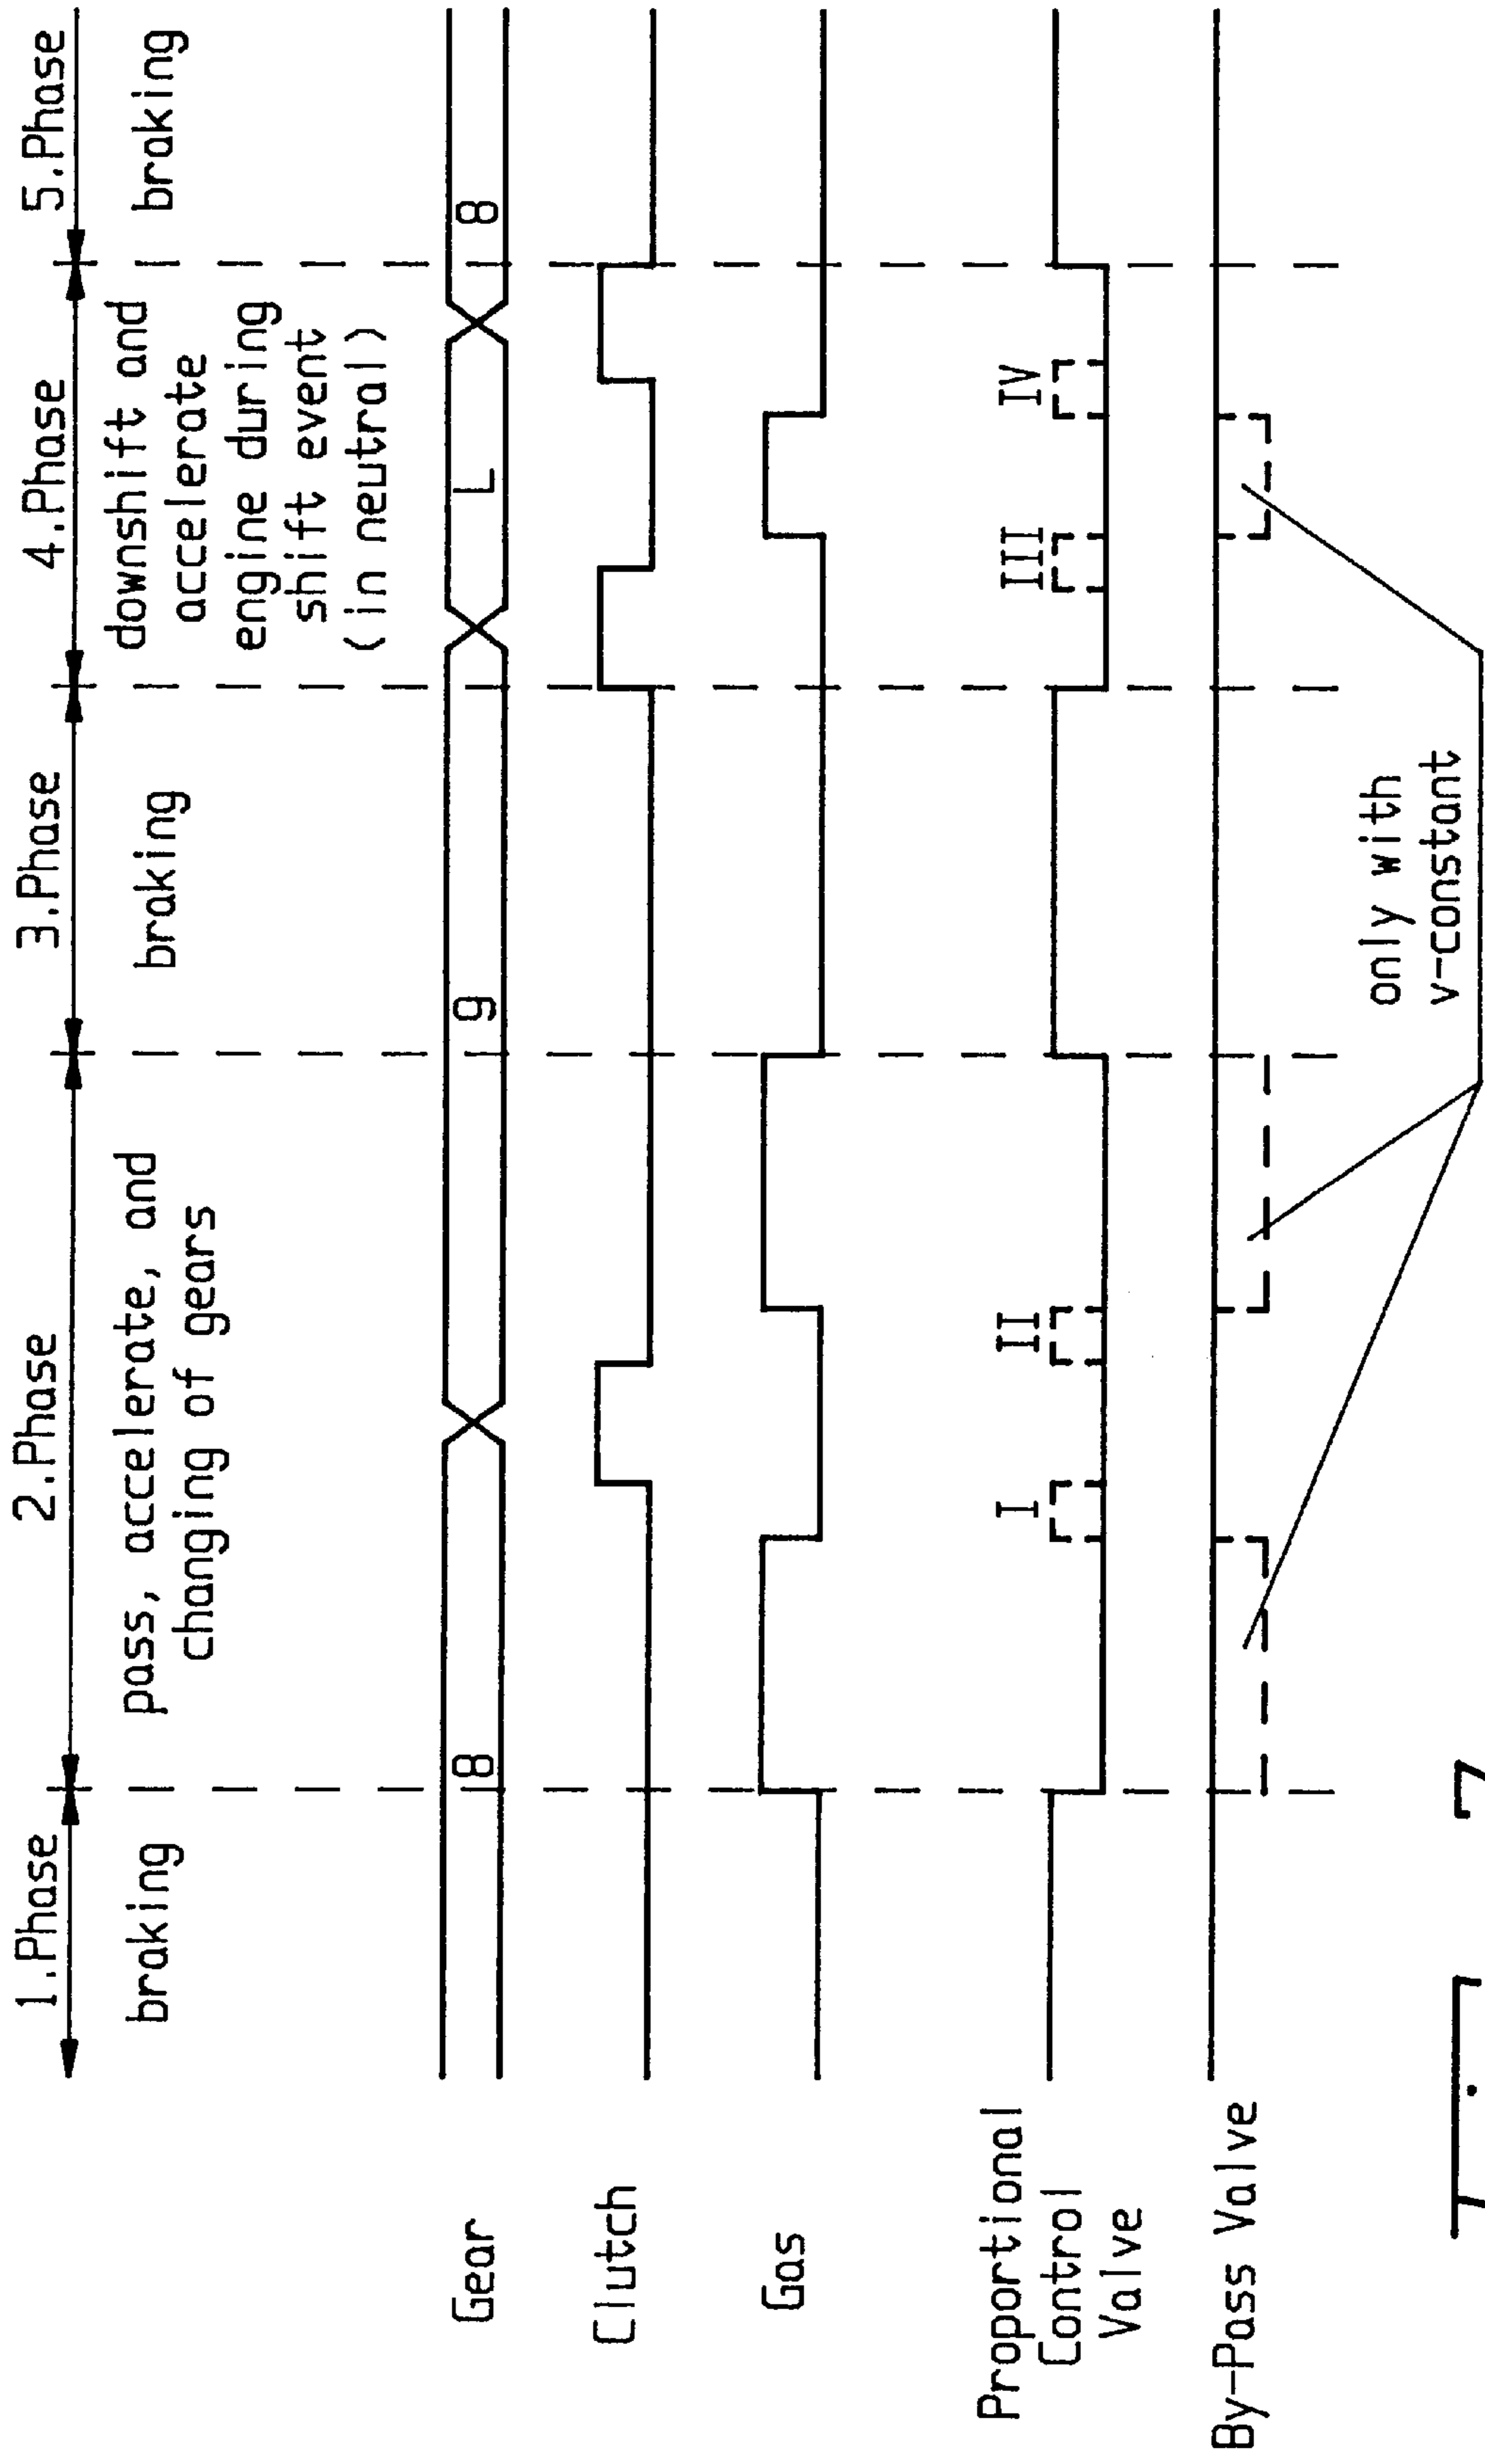 1.Phase
2.Phase
3.Phase
4.Phase
5.Phase
braking
pass, accelerate, and
changing of gears
braking
downshift and
accelerate
engine during
shift event
(in neutral)
braking
Gear
8
9
L
8
Clutch
Gas
Proportional
Control
Valve
I
II
III
IV
By-Pass Valve
only with
v-constant